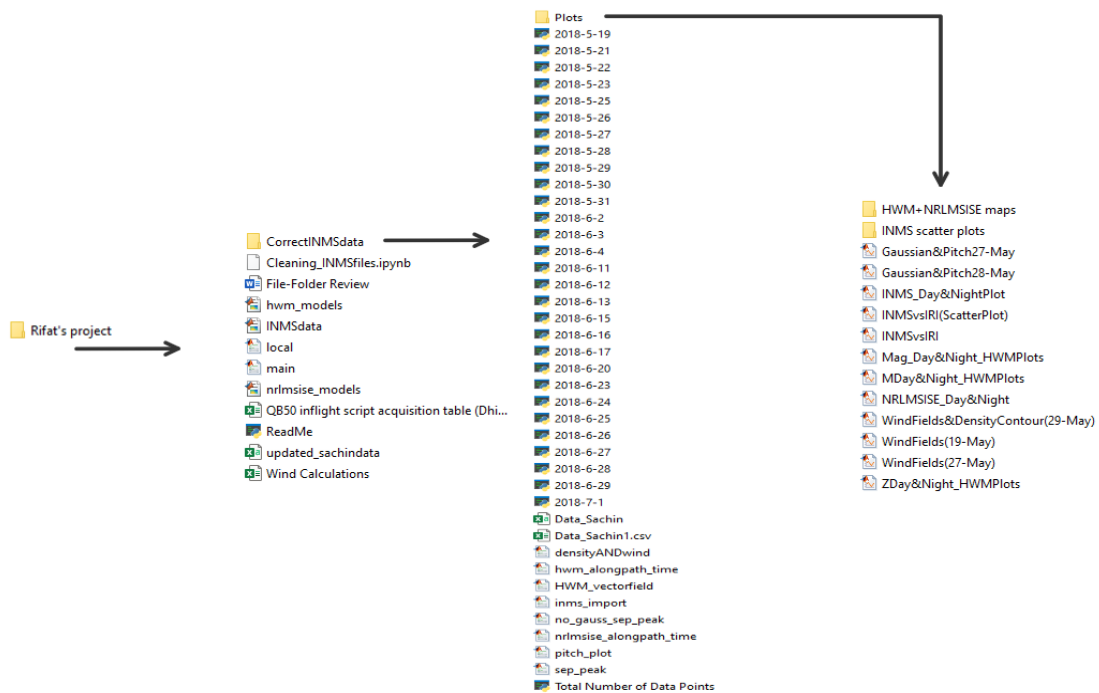 Rifat's project
CorrectINMSdata
Cleaning_INMSfiles.ipynb
File-Folder Review
hwm_models
INMSdata
local
main
nrlmsise_models
QB50 inflight script acquisition table (Dhi...
ReadMe
updated_sachindata
Wind Calculations
Plots
2018-5-19
2018-5-21
2018-5-22
2018-5-23
2018-5-25
2018-5-26
2018-5-27
2018-5-28
2018-5-29
2018-5-30
2018-5-31
2018-6-2
2018-6-3
2018-6-4
2018-6-11
2018-6-12
2018-6-13
2018-6-15
2018-6-16
2018-6-17
2018-6-20
2018-6-23
2018-6-24
2018-6-25
2018-6-26
2018-6-27
2018-6-28
2018-6-29
2018-7-1
Data_Sachin
Data_Sachin1.csv
densityANDwind
hwm_alongpath_time
HWM_vectorfield
inms_import
no_gauss_sep_peak
nrlmsise_alongpath_time
pitch_plot
sep_peak
Total Number of Data Points
HWM+NRLMSISE maps
INMS scatter plots
Gaussian&Pitch27-May
Gaussian&Pitch28-May
INMS_Day&NightPlot
INMSvsIRI(ScatterPlot)
INMSvsIRI
Mag_Day&Night_HWMPlots
MDay&Night_HWMPlots
NRLMSISE_Day&Night
WindFields&DensityContour(29-May)
WindFields(19-May)
WindFields(27-May)
ZDay&Night_HWMPlots